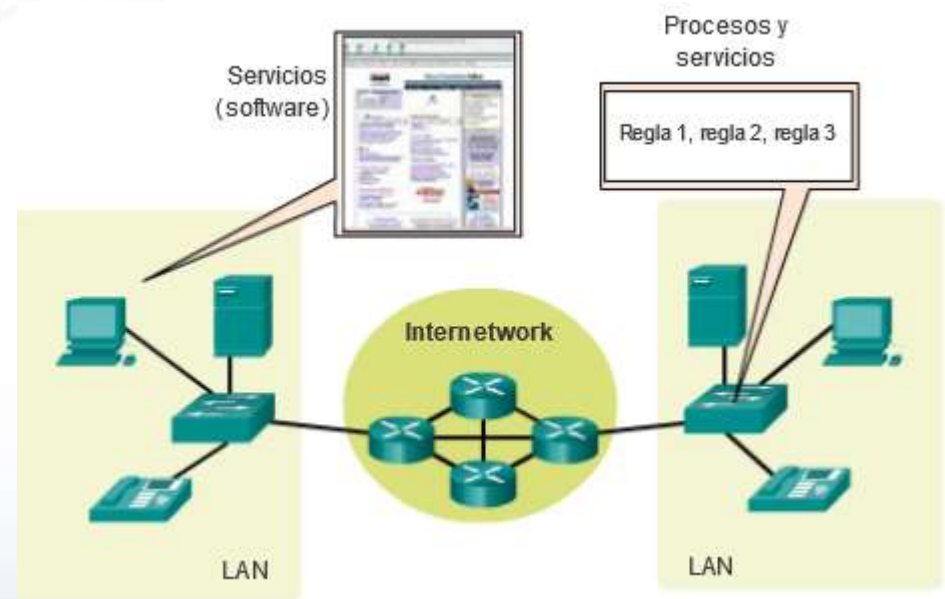 Procesos y
servicios
Servicios
(software)
Regla 1, regla 2, regla 3
Internetwork
LAN
LAN